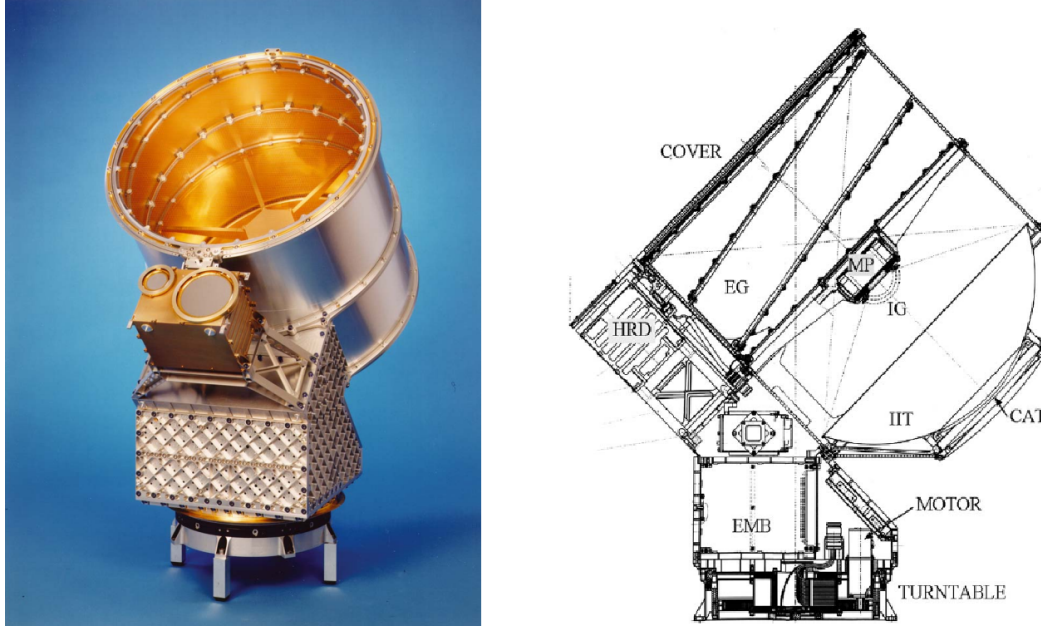 COVER
MP
EG
IG
HRD
IIT
CAT
MOTOR
EMB
TURNTABLE